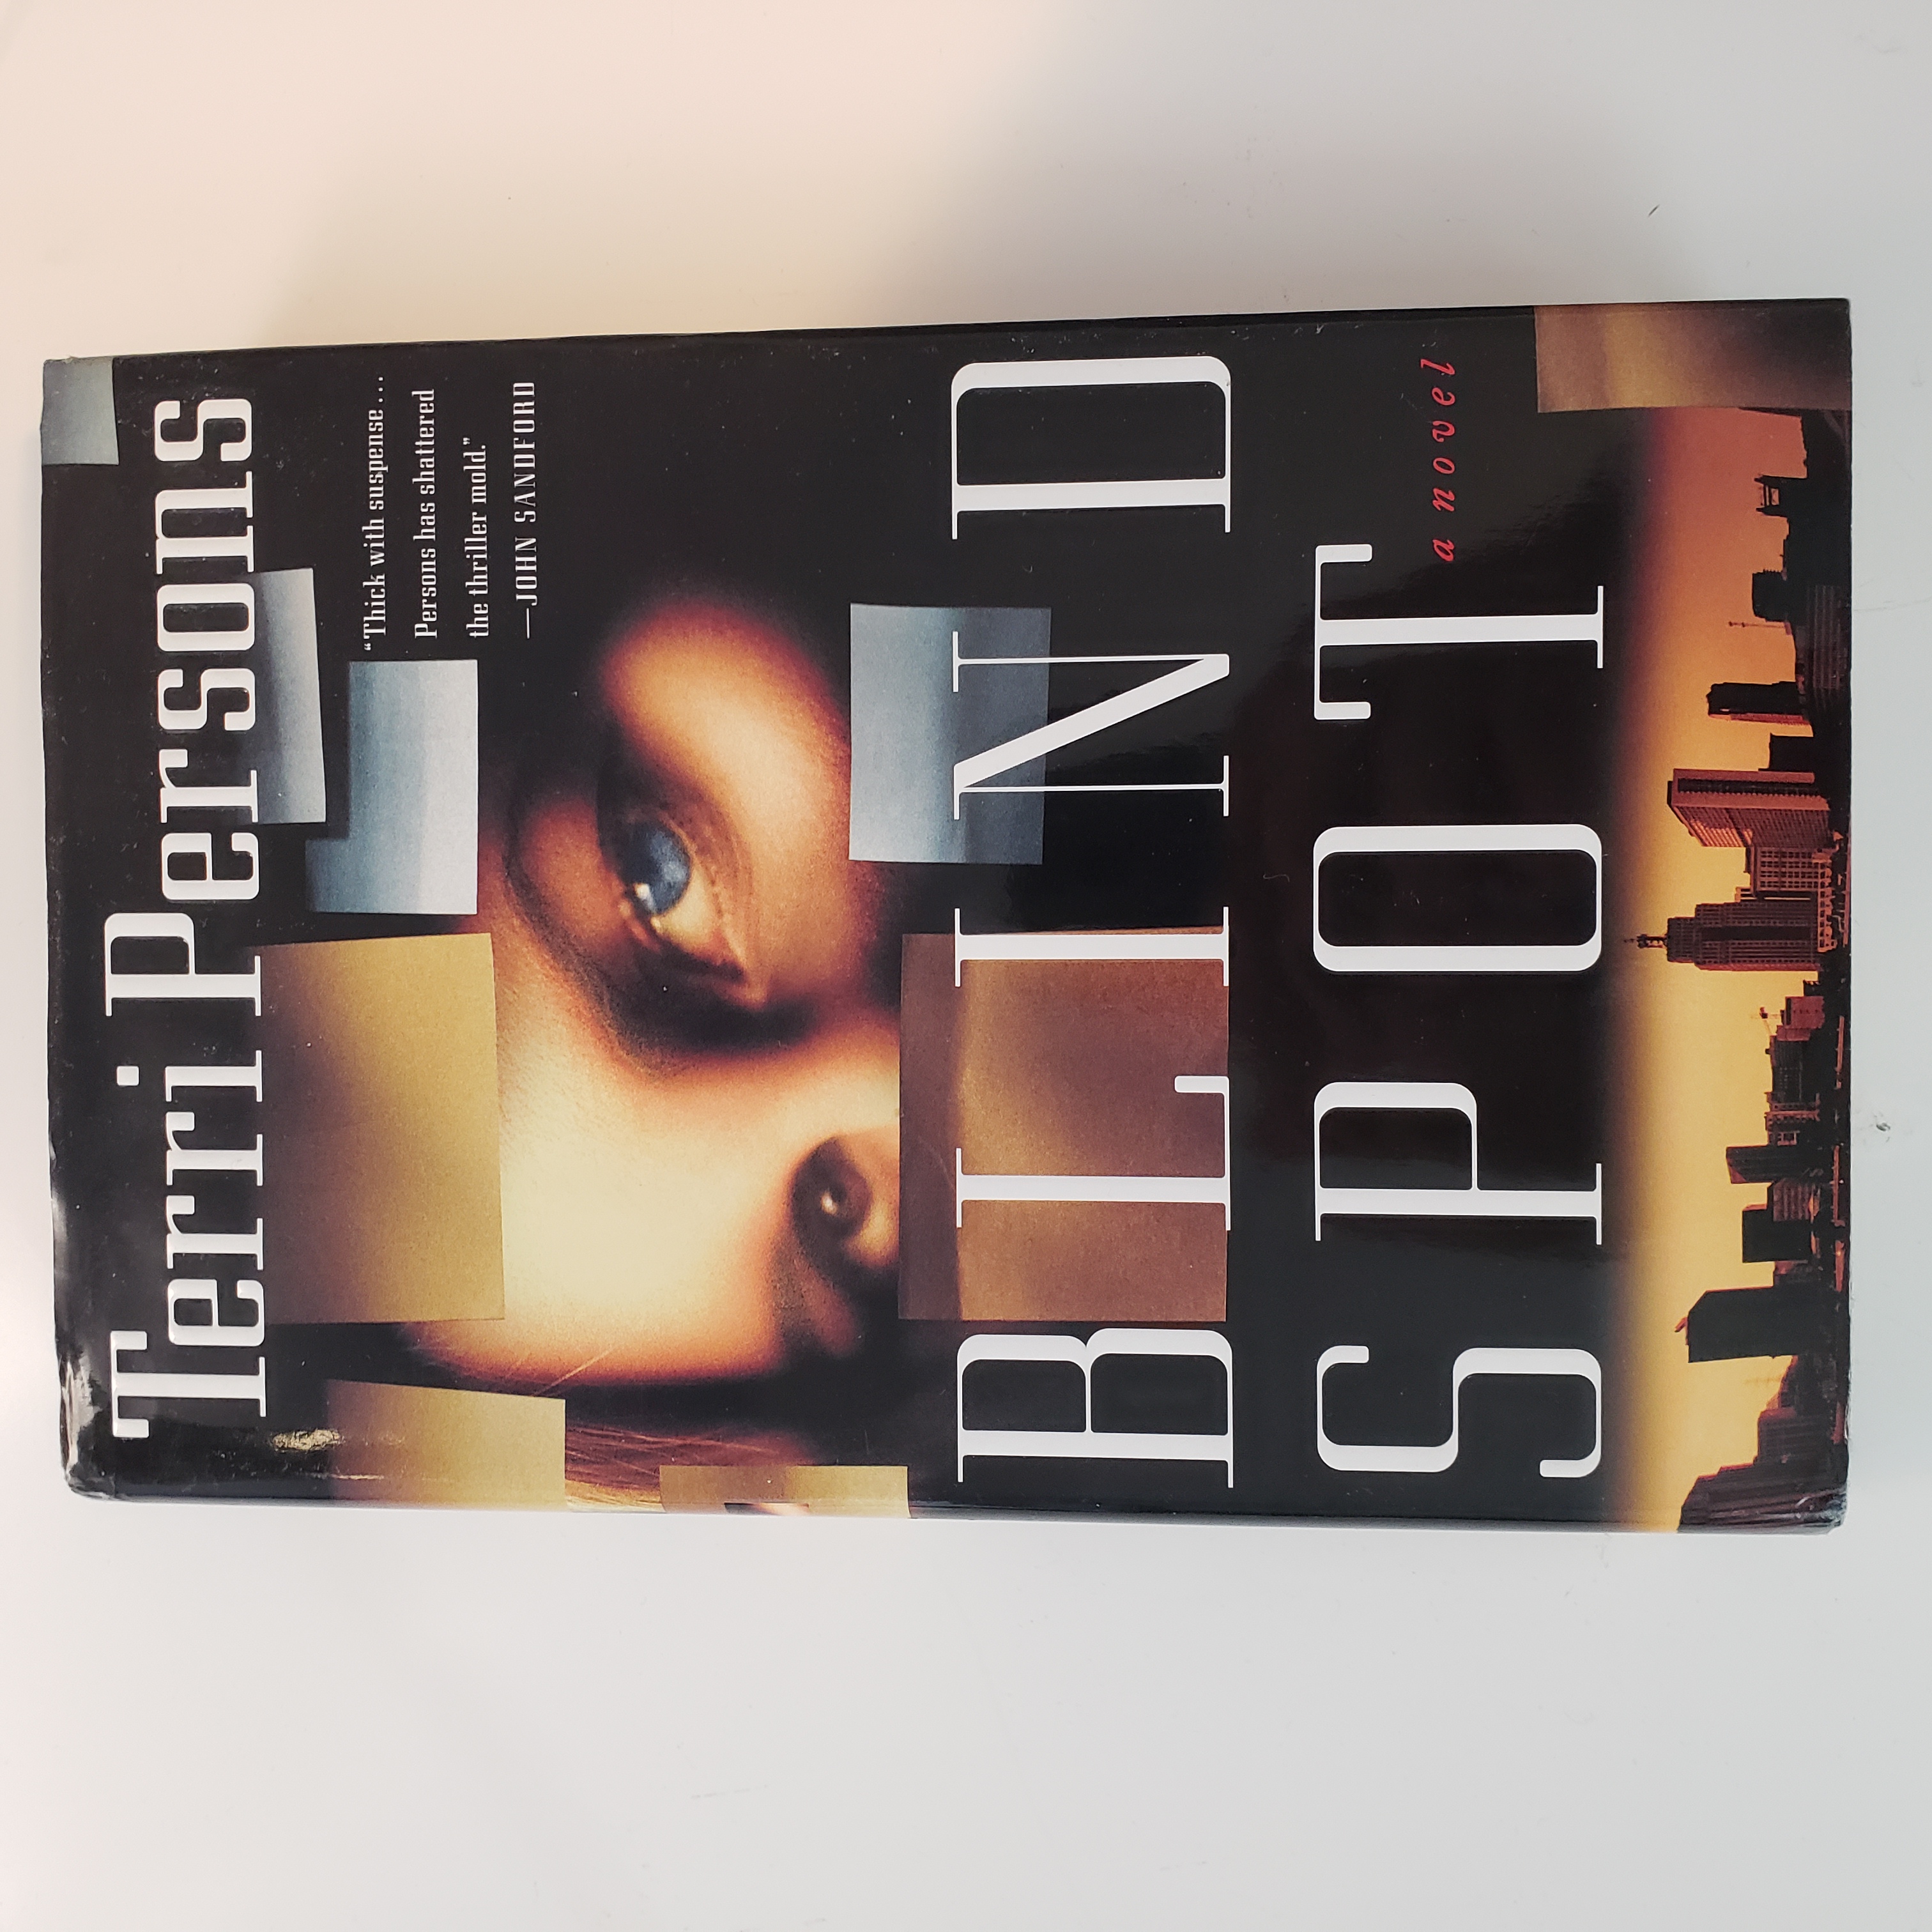 Terri Persons
“Thick with suspense...
Persons has shattered
the thriller mold.”
—JOHN SANDFORD
BLIND
SPOT
a novel